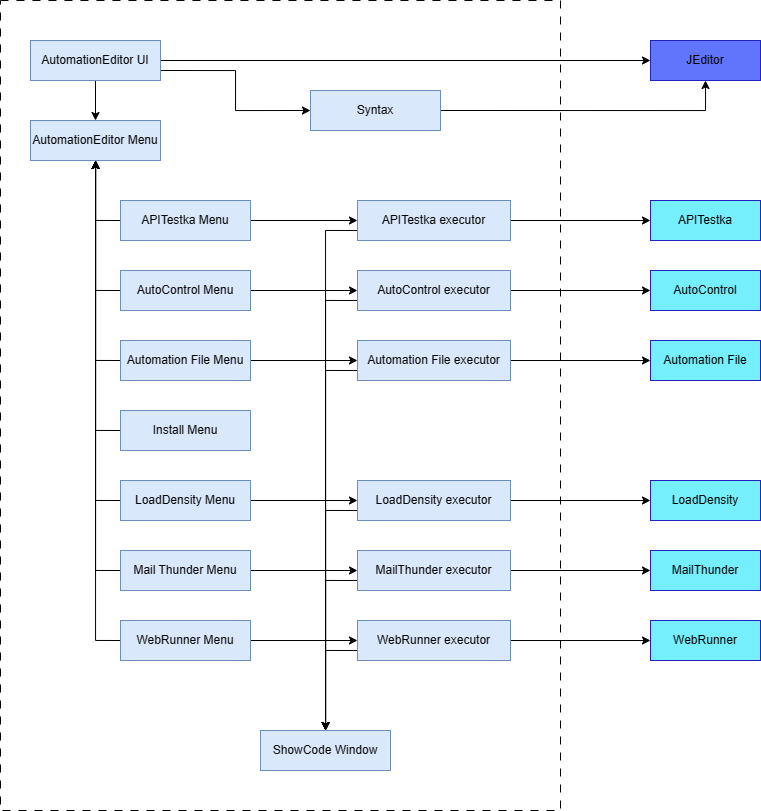 AutomationEditor UI
JEditor
Syntax
AutomationEditor Menu
APITestka Menu
APITestka executor
APITestka
AutoControl Menu
AutoControl executor
AutoControl
Automation File Menu
Automation File executor
Automation File
Install Menu
LoadDensity Menu
LoadDensity executor
LoadDensity
Mail Thunder Menu
MailThunder executor
MailThunder
WebRunner Menu
WebRunner executor
WebRunner
ShowCode Window